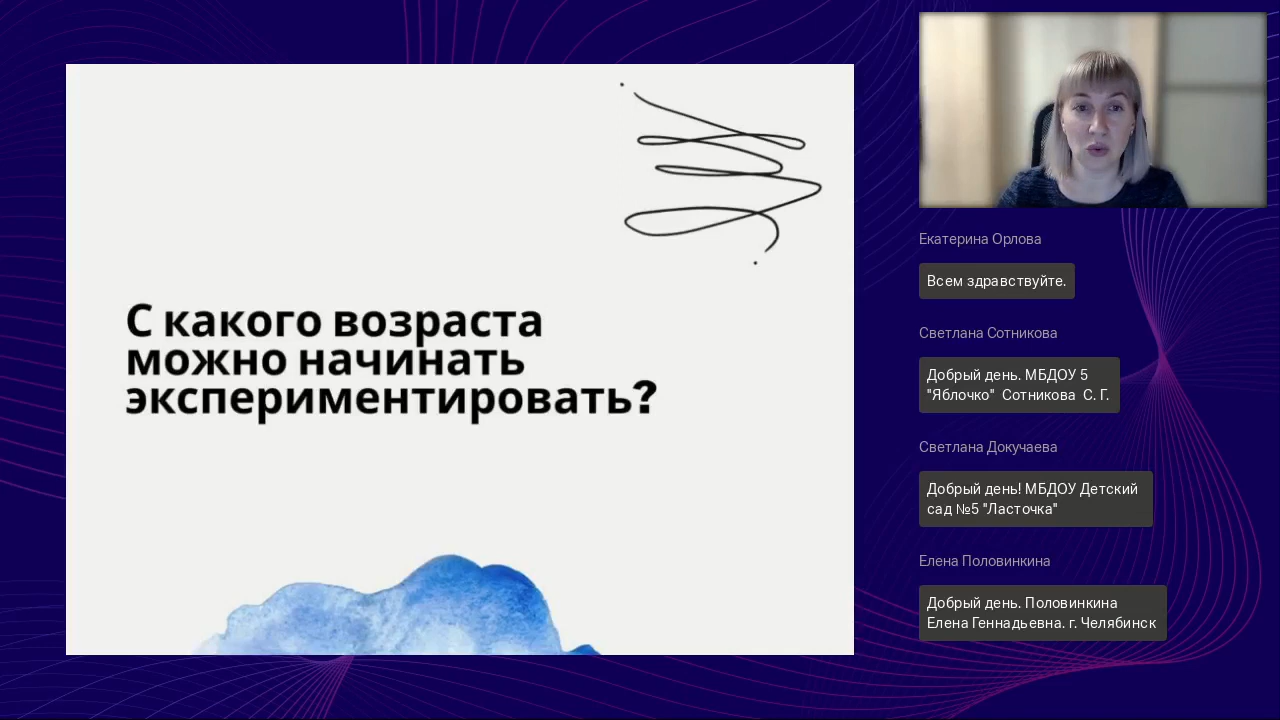 С какого возраста
можно начинать
экспериментировать?
Екатерина Орлова
Всем здравствуйте.
Светлана Сотникова
Добрый день. МБДОУ 5
"Яблочко" Сотникова С. Г.
Светлана Докучаева
Добрый день! МБДОУ Детский
сад №5 "Ласточка"
Елена Половинкина
Добрый день. Половинкина
Елена Геннадьевна. г. Челябинск